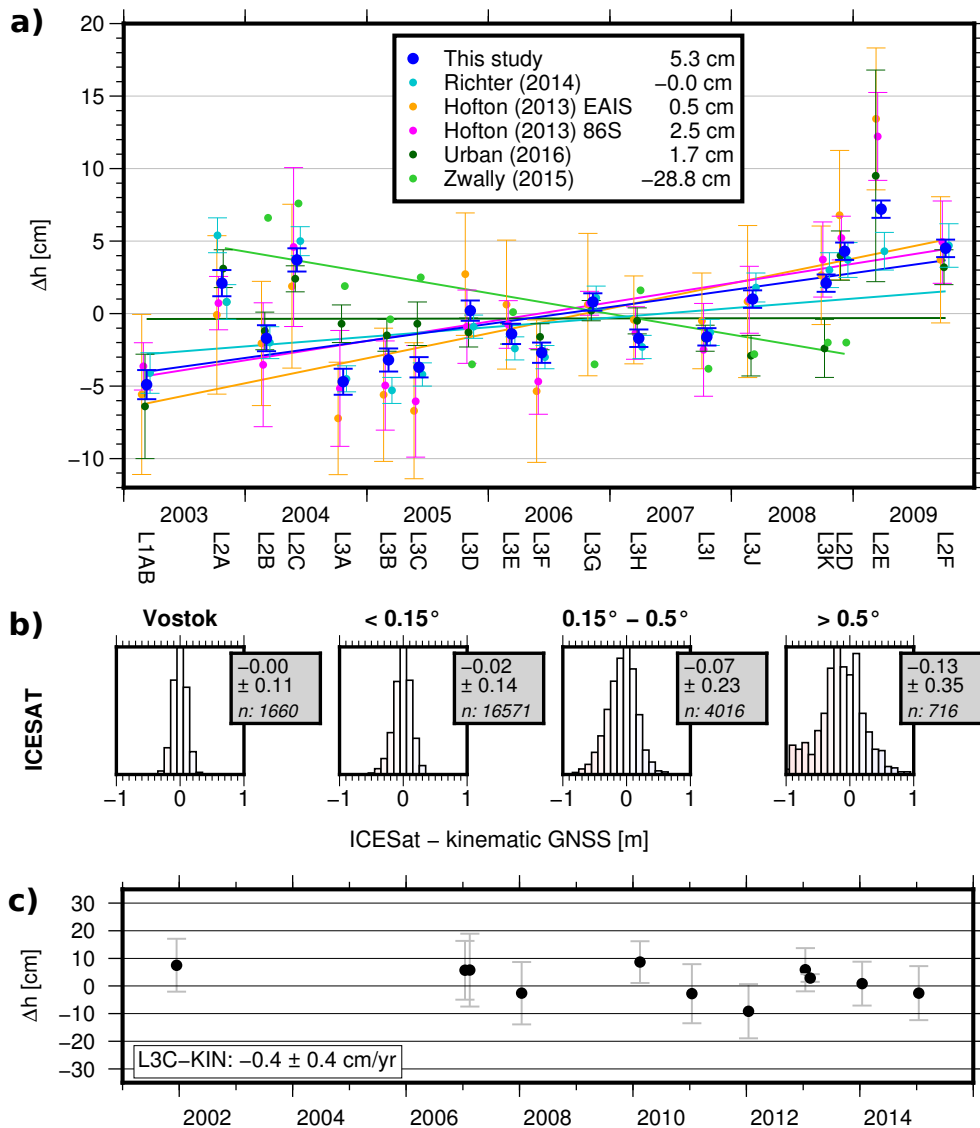 a)
20
15
10
5
0
−5
−10
Δh [cm]
This study 5.3 cm
Richter (2014) −0.0 cm
Hofton (2013) EAIS 0.5 cm
Hofton (2013) 86S 2.5 cm
Urban (2016) 1.7 cm
Zwally (2015) −28.8 cm
2003 2004 2005 2006 2007 2008 2009
L1AB L2A L2B L2C L3A L3B L3C L3D L3E L3F L3G L3H L3I L3J L3K L2D L2E L2F
b)
Vostok < 0.15° 0.15° − 0.5° > 0.5°
ICESAT
−0.00
± 0.11
n: 1660
−0.02
± 0.14
n: 16571
−0.07
± 0.23
n: 4016
−0.13
± 0.35
n: 716
−1 0 1 −1 0 1 −1 0 1 −1 0 1
ICESat − kinematic GNSS [m]
c)
30
20
10
0
−10
−20
−30
Δh [cm]
L3C−KIN: −0.4 ± 0.4 cm/yr
2002 2004 2006 2008 2010 2012 2014